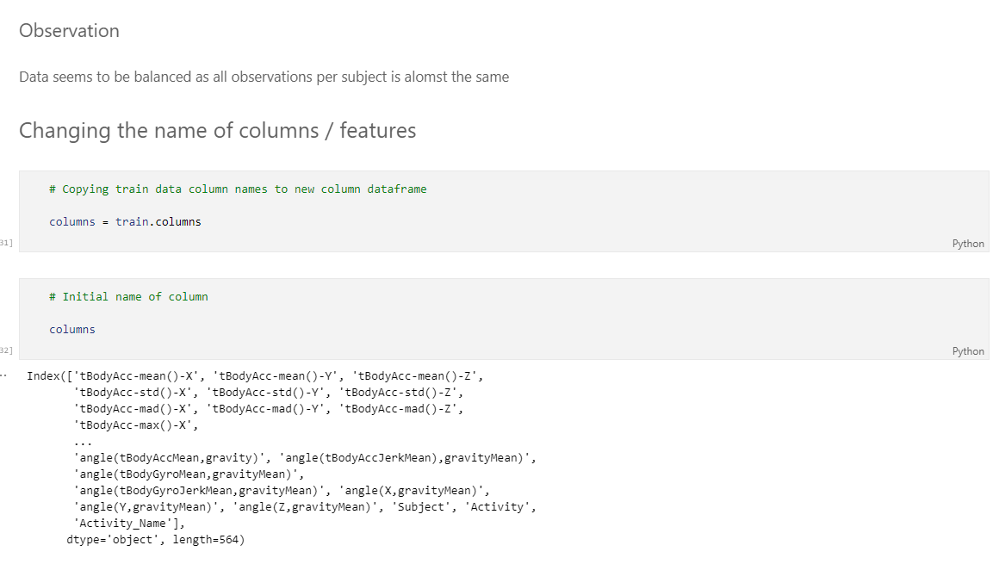 Observation
Data seems to be balanced as all observations per subject is alomst the same
Changing the name of columns / features
# Copying train data column names to new column dataframe
columns = train.columns
31]
Python
# Initial name of column
columns
32]
Python
Index(['tBodyAcc-mean()-X', 'tBodyAcc-mean()-Y', 'tBodyAcc-mean()-Z',
'tBodyAcc-std()-X', 'tBodyAcc-std()-Y', 'tBodyAcc-std()-Z',
'tBodyAcc-mad()-X', 'tBodyAcc-mad()-Y', 'tBodyAcc-mad()-Z',
'tBodyAcc-max()-X',
...
'angle(tBodyAccMean,gravity)', 'angle(tBodyAccJerkMean),gravityMean)',
'angle(tBodyGyroMean,gravityMean)',
'angle(tBodyGyroJerkMean,gravityMean)', 'angle(X,gravityMean)',
'angle(Y,gravityMean)', 'angle(Z,gravityMean)', 'Subject', 'Activity',
'Activity_Name'],
dtype='object', length=564)